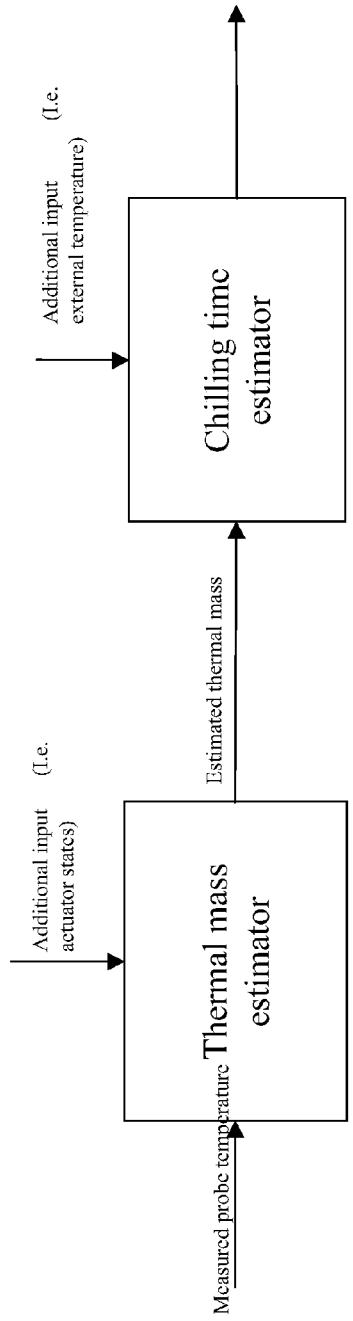 Measured probe temperature
Thermal mass
estimator
Additional input (I.e.
actuator states)
Estimated thermal mass
Chilling time
estimator
Additional input (I.e.
external temperature)